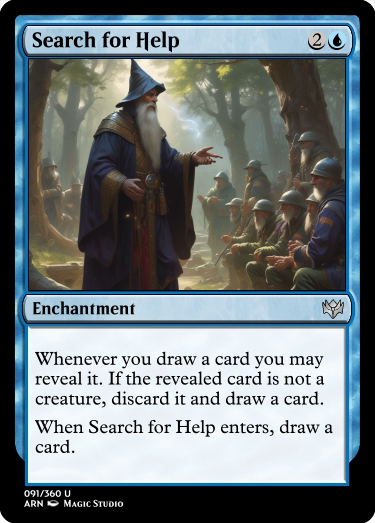 Search for Help 2
Enchantment
Whenever you draw a card you may
reveal it. If the revealed card is not a
creature, discard it and draw a card.
When Search for Help enters, draw a
card.
091/360 U
ARN Magic Studio